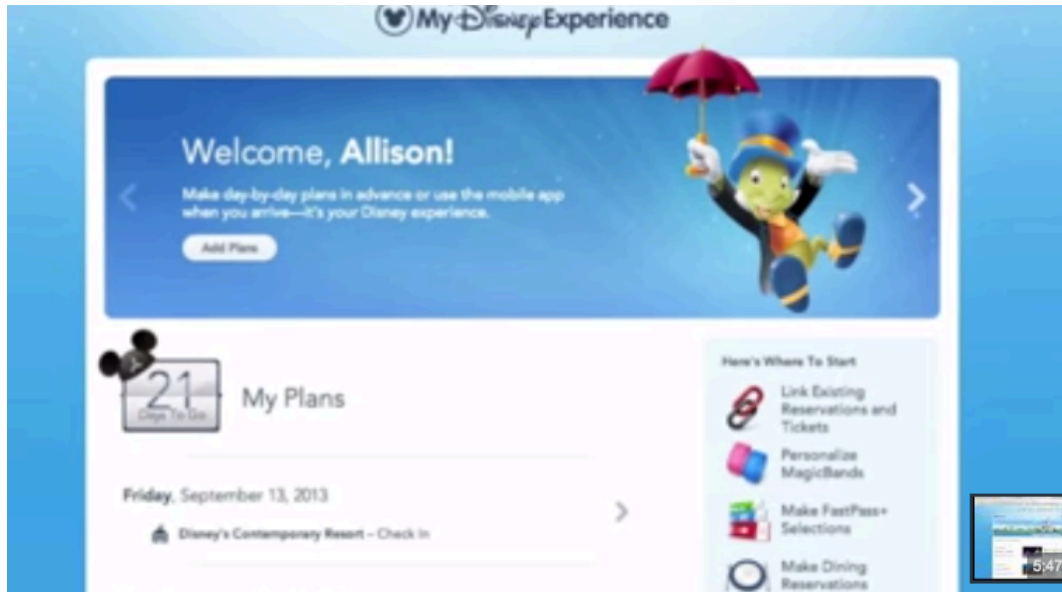 My Disney Experience
Welcome, Allison!
Make day-by-day plans in advance or use the mobile app
when you arrive—it's your Disney experience.
Add Plans
21
Days To Go
My Plans
Friday, September 13, 2013
Disney's Contemporary Resort – Check In
Here's Where To Start
Link Existing
Reservations and
Tickets
Personalize
MagicBands
Make FastPass+
Selections
Make Dining
Reservations
5:47